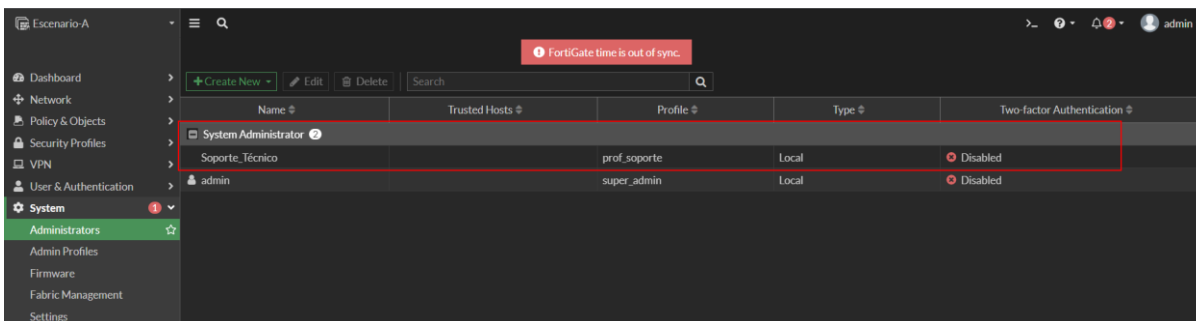 Escenario-A
>_ 2 admin
FortiGate time is out of sync.
Dashboard
Network
Policy & Objects
Security Profiles
VPN
User & Authentication
System 1
Administrators
Admin Profiles
Firmware
Fabric Management
Settings
+Create New Edit Delete Search
Name Trusted Hosts Profile Type Two-factor Authentication
System Administrator 2
Soporte_Técnico prof_soporte Local Disabled
admin super_admin Local Disabled